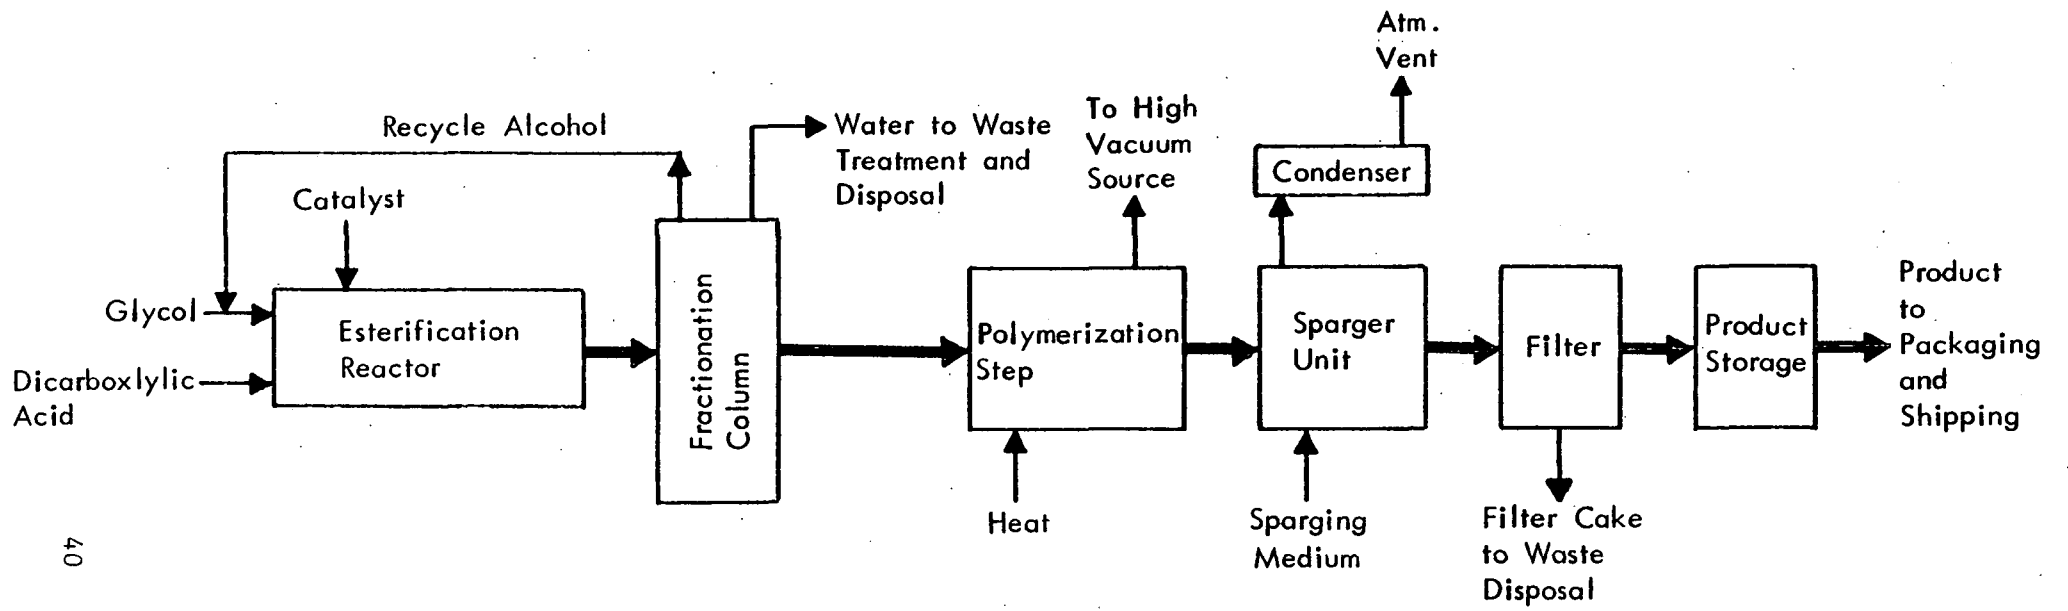 Atm.
Vent
Recycle Alcohol
Water to Waste
Treatment and
Disposal
To High
Vacuum
Source
Condenser
Catalyst
Glycol
Dicarboxlylic
Acid
Esterification
Reactor
Fractionation
Column
Polymerization
Step
Sparger
Unit
Filter
Product
Storage
Product
to
Packaging
and
Shipping
Heat
Sparging
Medium
Filter Cake
to Waste
Disposal
40